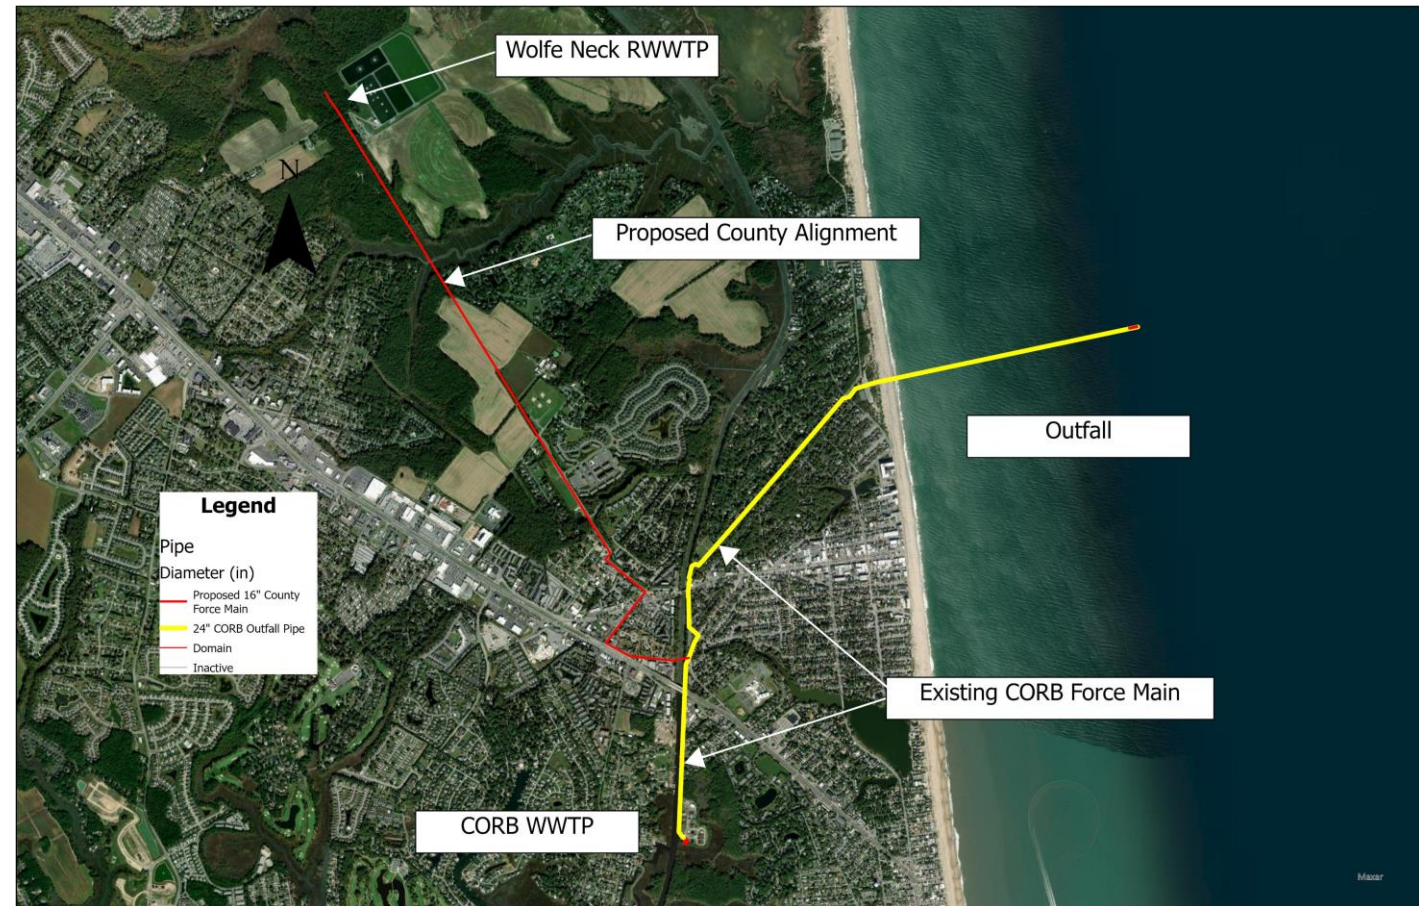 Wolfe Neck RWWTP
N
Proposed County Alignment
Outfall
Legend
Pipe
Diameter (in)
Proposed 16" County
Force Main
24" CORB Outfall Pipe
Domain
Inactive
Existing CORB Force Main
CORB WWTP
Maxar